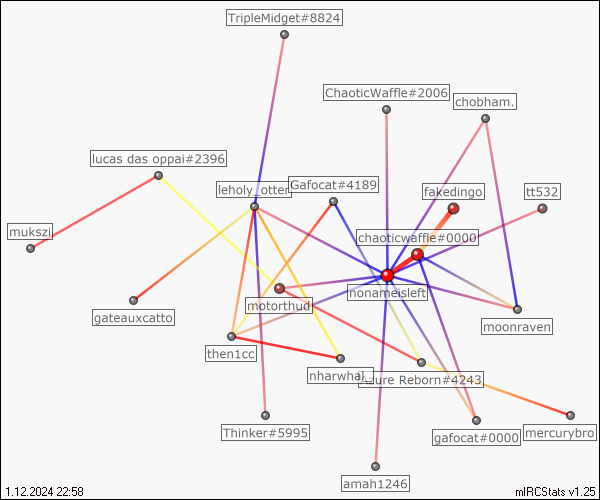 TripleMidget#8824
ChaoticWaffle#2006
chobham.
lucas das oppai#2396
leholy_otter
Gafocat#4189
fakedingo
tt532
mukszi
chaoticwaffle#0000
nonameisleft
gateauxcatto
motorthud
moonraven
then1cc
nharwhal_
Azure Reborn#4243
Thinker#5995
gafocat#0000
mercurybro
amah1246
1.12.2024 22:58
mIRCStats v1.25